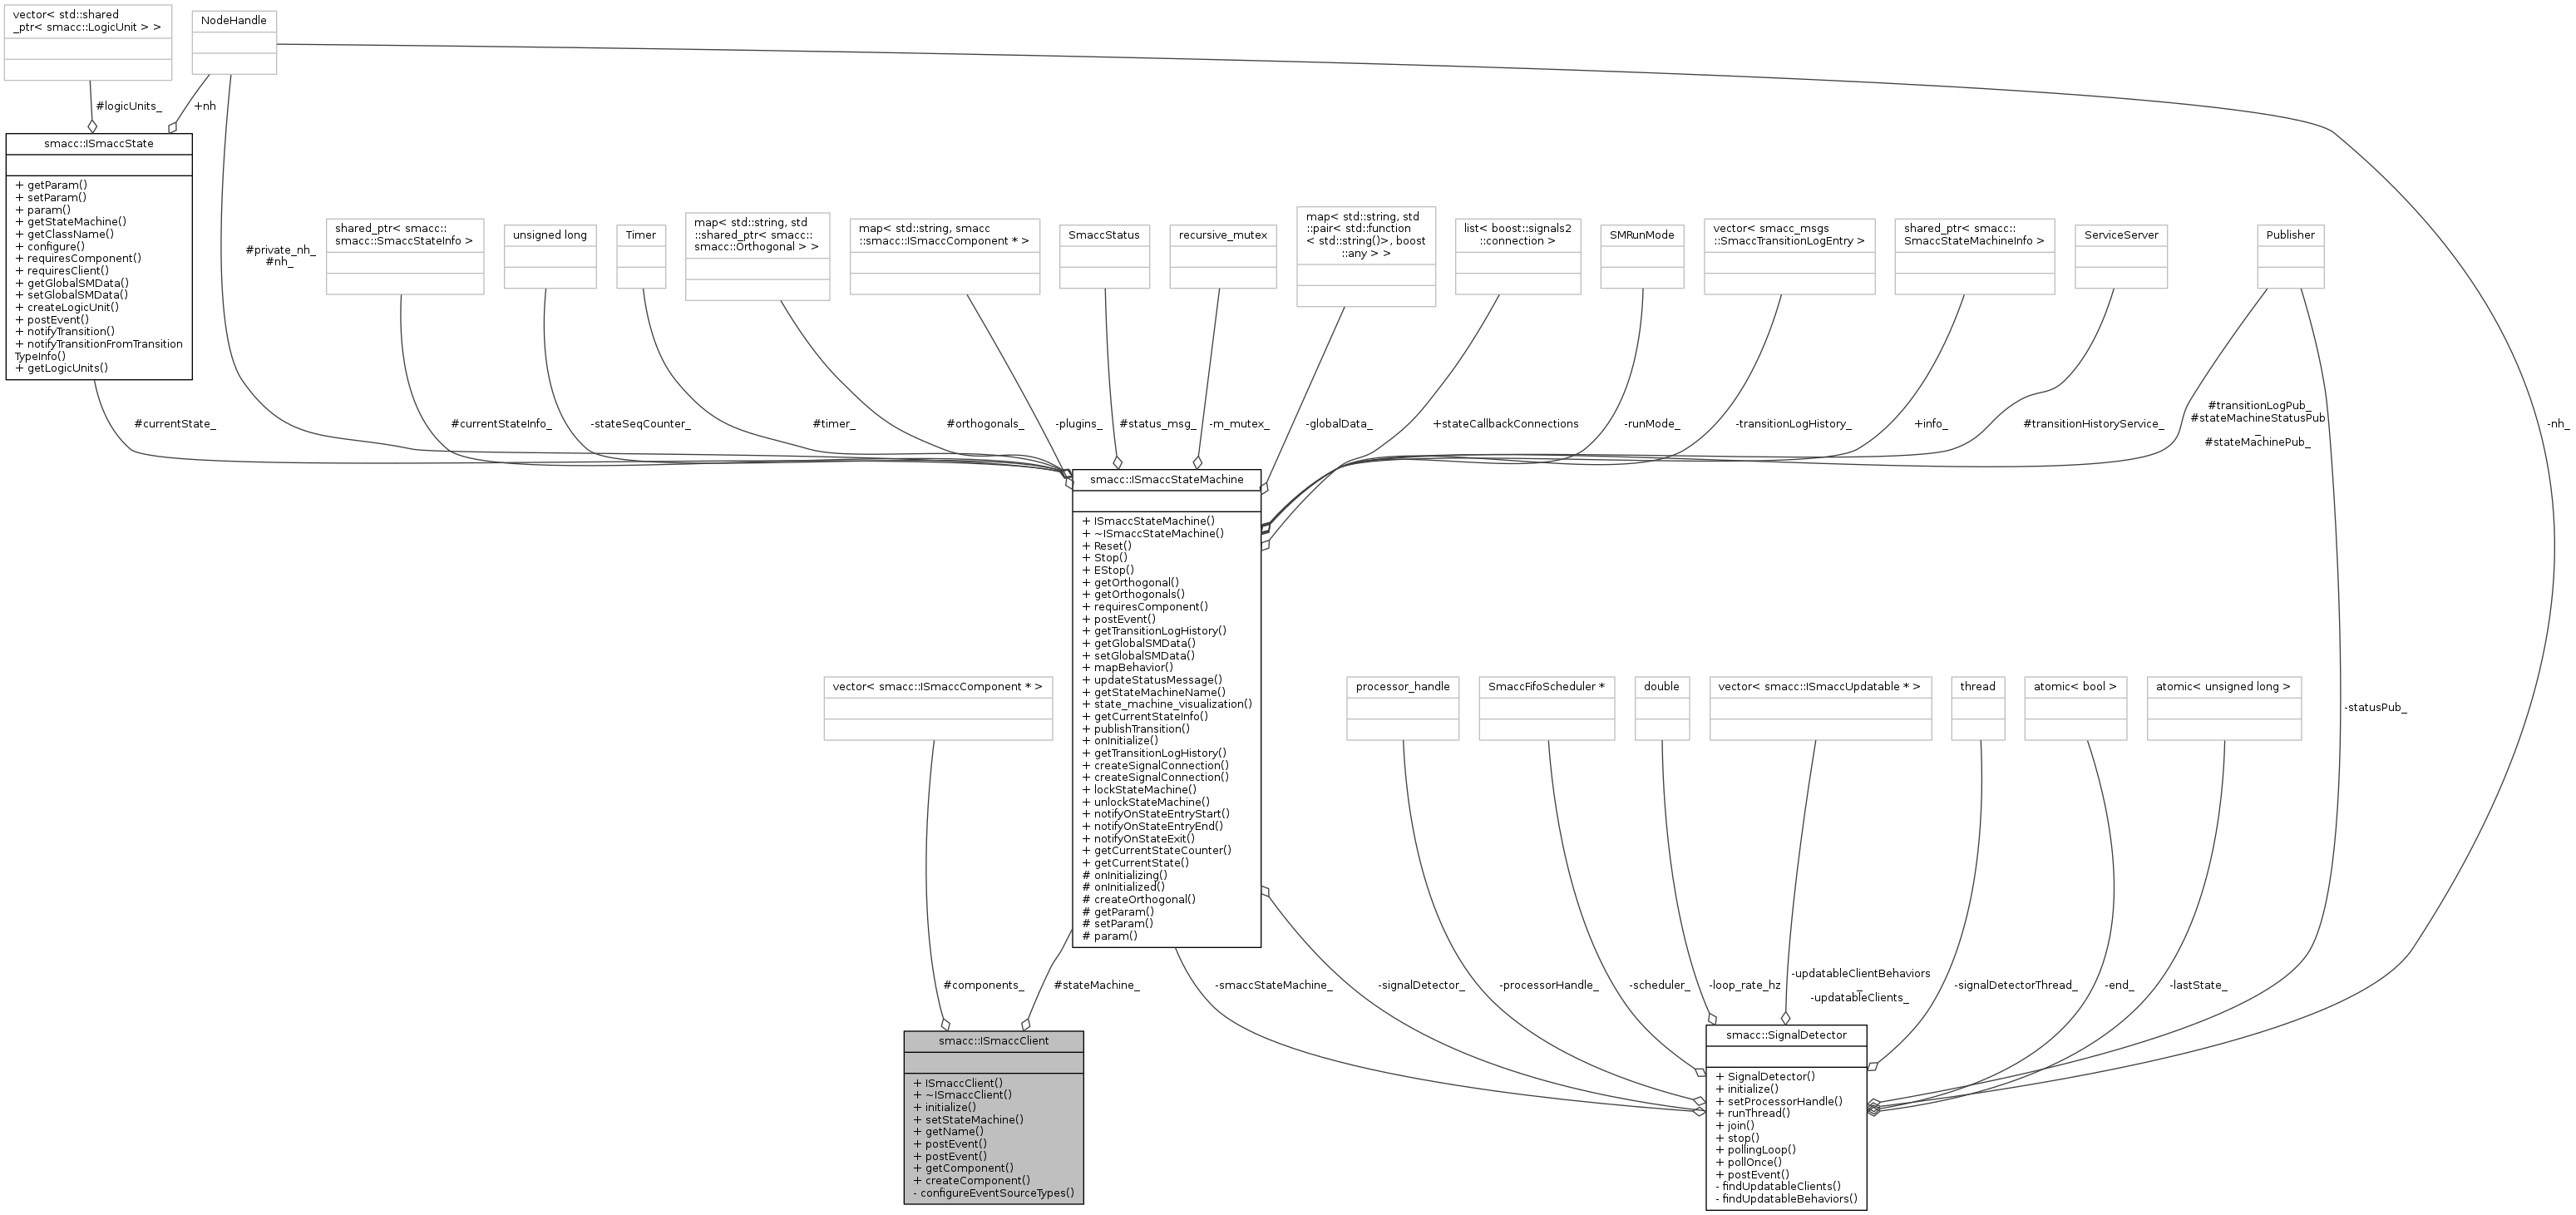 vector< std::shared
_ptr< smacc::LogicUnit > >
NodeHandle
#logicUnits_
+nh
smacc::ISmaccState
+ getParam()
+ setParam()
+ param()
+ getStateMachine()
+ getClassName()
+ configure()
+ requiresComponent()
+ requiresClient()
+ getGlobalSMData()
+ setGlobalSMData()
+ createLogicUnit()
+ postEvent()
+ notifyTransition()
+ notifyTransitionFromTransition
TypeInfo()
+ getLogicUnits()
#private_nh_
#nh_
shared_ptr< smacc::
smacc::SmaccStateInfo >
unsigned long
Timer
map< std::string, std
::shared_ptr< smacc::
smacc::Orthogonal > >
map< std::string, smacc
::smacc::ISmaccComponent * >
SmaccStatus
recursive_mutex
map< std::string, std
::pair< std::function
< std::string()>, boost
::any > >
list< boost::signals2
::connection >
SMRunMode
vector< smacc_msgs
::SmaccTransitionLogEntry >
shared_ptr< smacc::
SmaccStateMachineInfo >
ServiceServer
Publisher
#currentState_
#currentStateInfo_
-stateSeqCounter_
#timer_
#orthogonals_
-plugins_
#status_msg_
-m_mutex_
-globalData_
+stateCallbackConnections
-runMode_
-transitionLogHistory_
+info_
#transitionHistoryService_
#transitionLogPub_
#stateMachineStatusPub
_
#stateMachinePub_
-nh_
smacc::ISmaccStateMachine
+ ISmaccStateMachine()
+ ~ISmaccStateMachine()
+ Reset()
+ Stop()
+ EStop()
+ getOrthogonal()
+ getOrthogonals()
+ requiresComponent()
+ postEvent()
+ getTransitionLogHistory()
+ getGlobalSMData()
+ setGlobalSMData()
+ mapBehavior()
+ updateStatusMessage()
+ getStateMachineName()
+ state_machine_visualization()
+ getCurrentStateInfo()
+ publishTransition()
+ onInitialize()
+ getTransitionLogHistory()
+ createSignalConnection()
+ createSignalConnection()
+ lockStateMachine()
+ unlockStateMachine()
+ notifyOnStateEntryStart()
+ notifyOnStateEntryEnd()
+ notifyOnStateExit()
+ getCurrentStateCounter()
+ getCurrentState()
# onInitializing()
# onInitialized()
# createOrthogonal()
# getParam()
# setParam()
# param()
vector< smacc::ISmaccComponent * >
processor_handle
SmaccFifoScheduler *
double
vector< smacc::ISmaccUpdatable * >
thread
atomic< bool >
atomic< unsigned long >
-statusPub_
#components_
#stateMachine_
-smaccStateMachine_
-signalDetector_
-processorHandle_
-scheduler_
-loop_rate_hz
-updatableClientBehaviors
_
-updatableClients_
-signalDetectorThread_
-end_
-lastState_
smacc::ISmaccClient
+ ISmaccClient()
+ ~ISmaccClient()
+ initialize()
+ setStateMachine()
+ getName()
+ postEvent()
+ postEvent()
+ getComponent()
+ createComponent()
- configureEventSourceTypes()
smacc::SignalDetector
+ SignalDetector()
+ initialize()
+ setProcessorHandle()
+ runThread()
+ join()
+ stop()
+ pollingLoop()
+ pollOnce()
+ postEvent()
- findUpdatableClients()
- findUpdatableBehaviors()